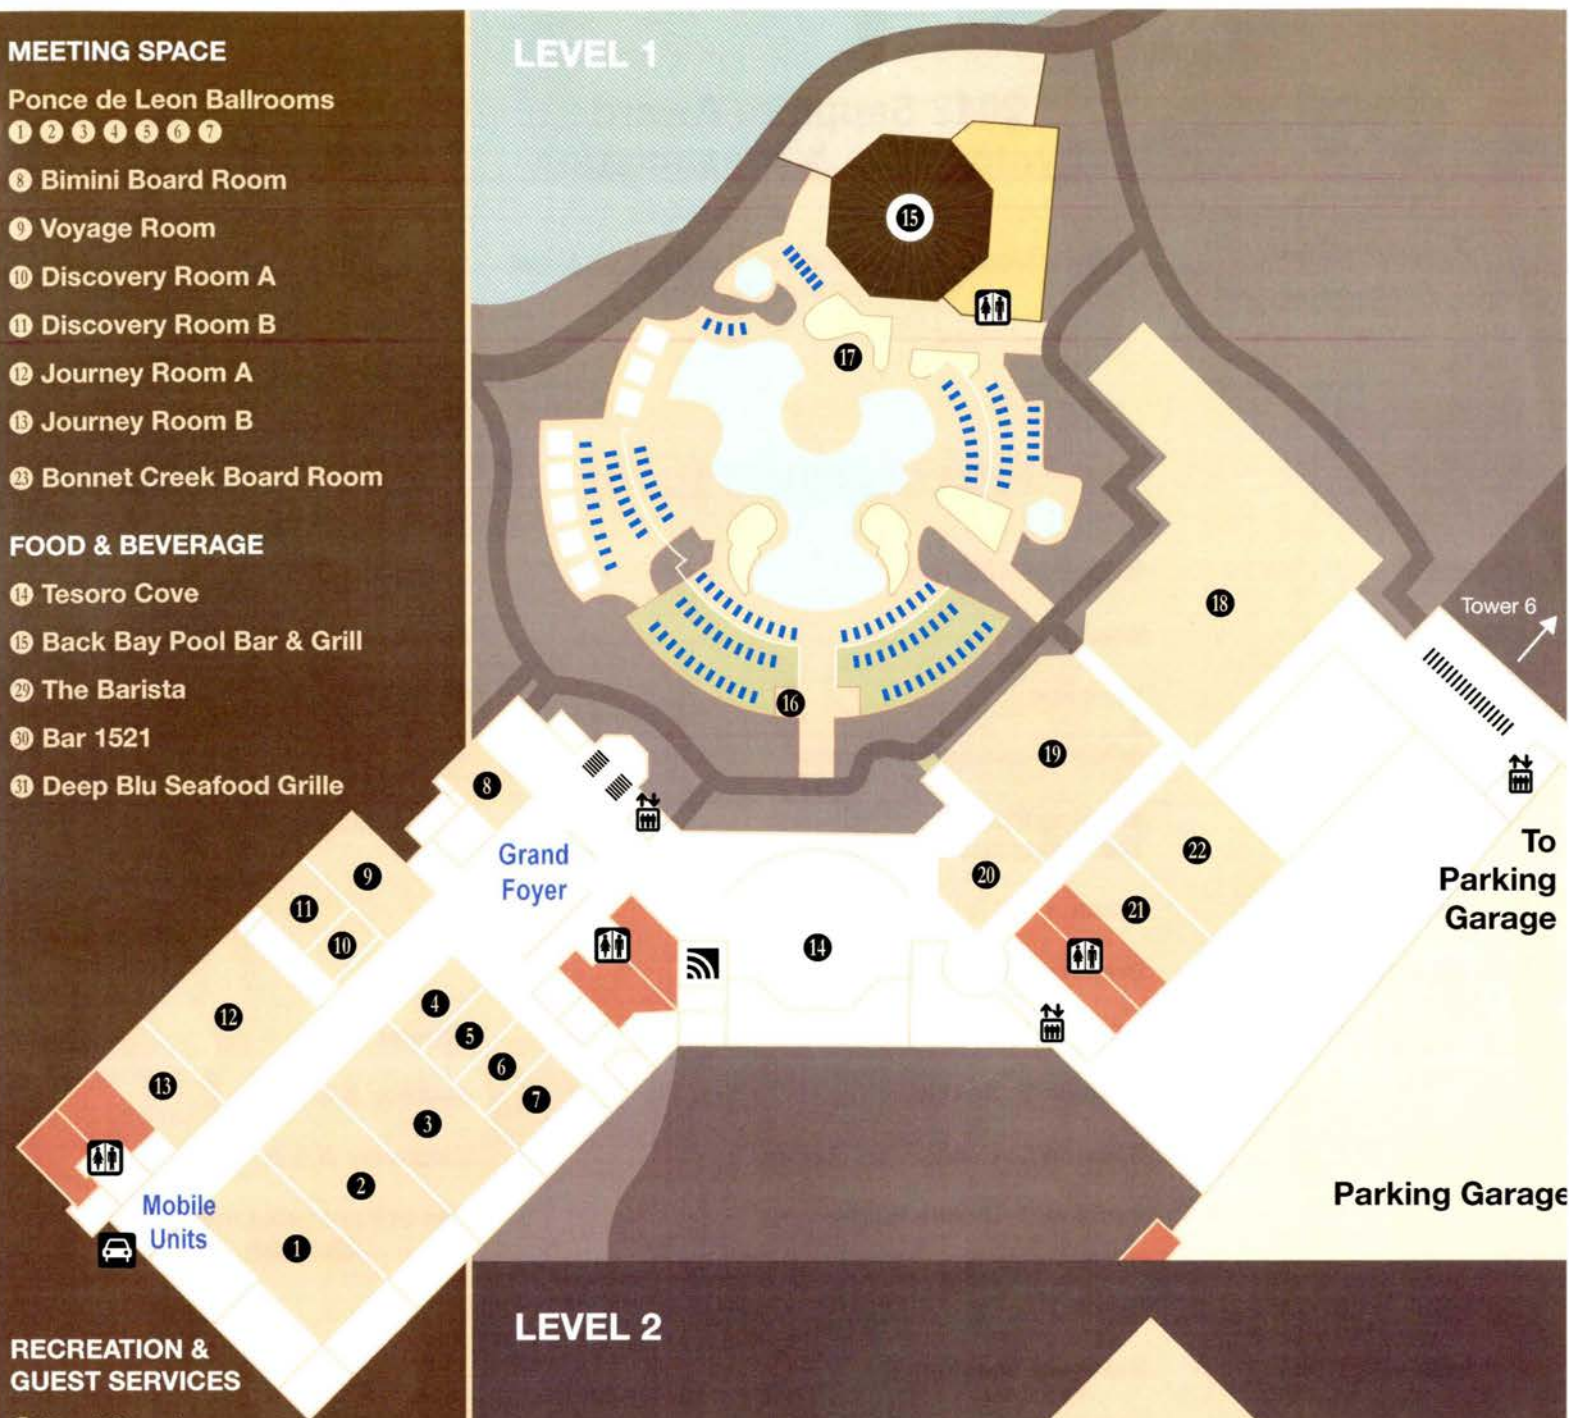 MEETING SPACE
Ponce de Leon Ballrooms
1 2 3 4 5 6 7
8 Bimini Board Room
9 Voyage Room
10 Discovery Room A
11 Discovery Room B
12 Journey Room A
13 Journey Room B
23 Bonnet Creek Board Room
FOOD & BEVERAGE
14 Tesoro Cove
15 Back Bay Pool Bar & Grill
29 The Barista
30 Bar 1521
31 Deep Blu Seafood Grille
RECREATION &
GUEST SERVICES
LEVEL 1
15
17
18
Tower 6
16
19
8
22
To
Parking
Garage
Grand
Foyer
20
9
21
11
10
14
4
12
5
6
13
7
3
2
Parking Garage
Mobile
Units
1
LEVEL 2